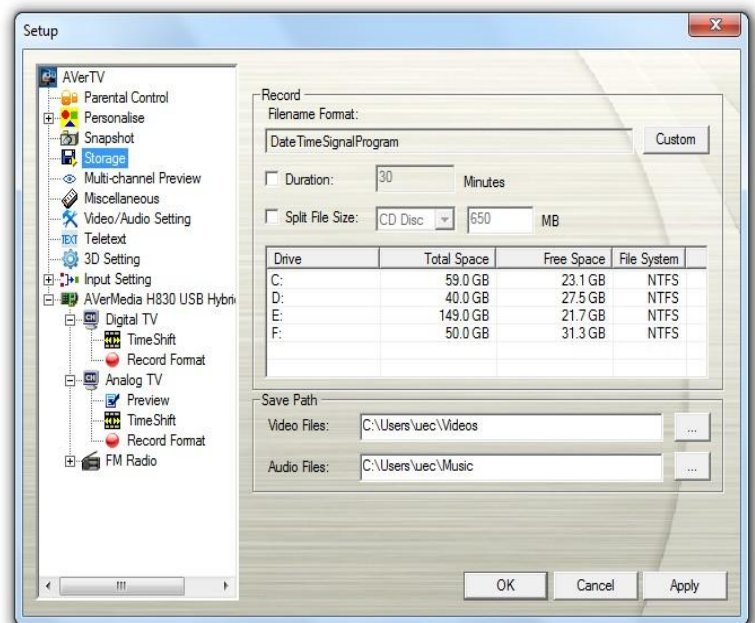 Setup
AVerTV
Parental Control
Personalise
Snapshot
Storage
Multi-channel Preview
Miscellaneous
Video/Audio Setting
TEXT Teletext
3D Setting
Input Setting
AVerMedia H830 USB Hybri
CH Digital TV
TimeShift
Record Format
CH Analog TV
Preview
TimeShift
Record Format
FM Radio
Record
Filename Format:
DateTimeSignalProgram Custom
Duration: 30 Minutes
Split File Size: CD Disc 650 MB
Drive Total Space Free Space File System
C: 59.0 GB 23.1 GB NTFS
D: 40.0 GB 27.5 GB NTFS
E: 149.0 GB 21.7 GB NTFS
F: 50.0 GB 31.3 GB NTFS
Save Path
Video Files: C:\Users\uec\Videos ...
Audio Files: C:\Users\uec\Music ...
OK Cancel Apply